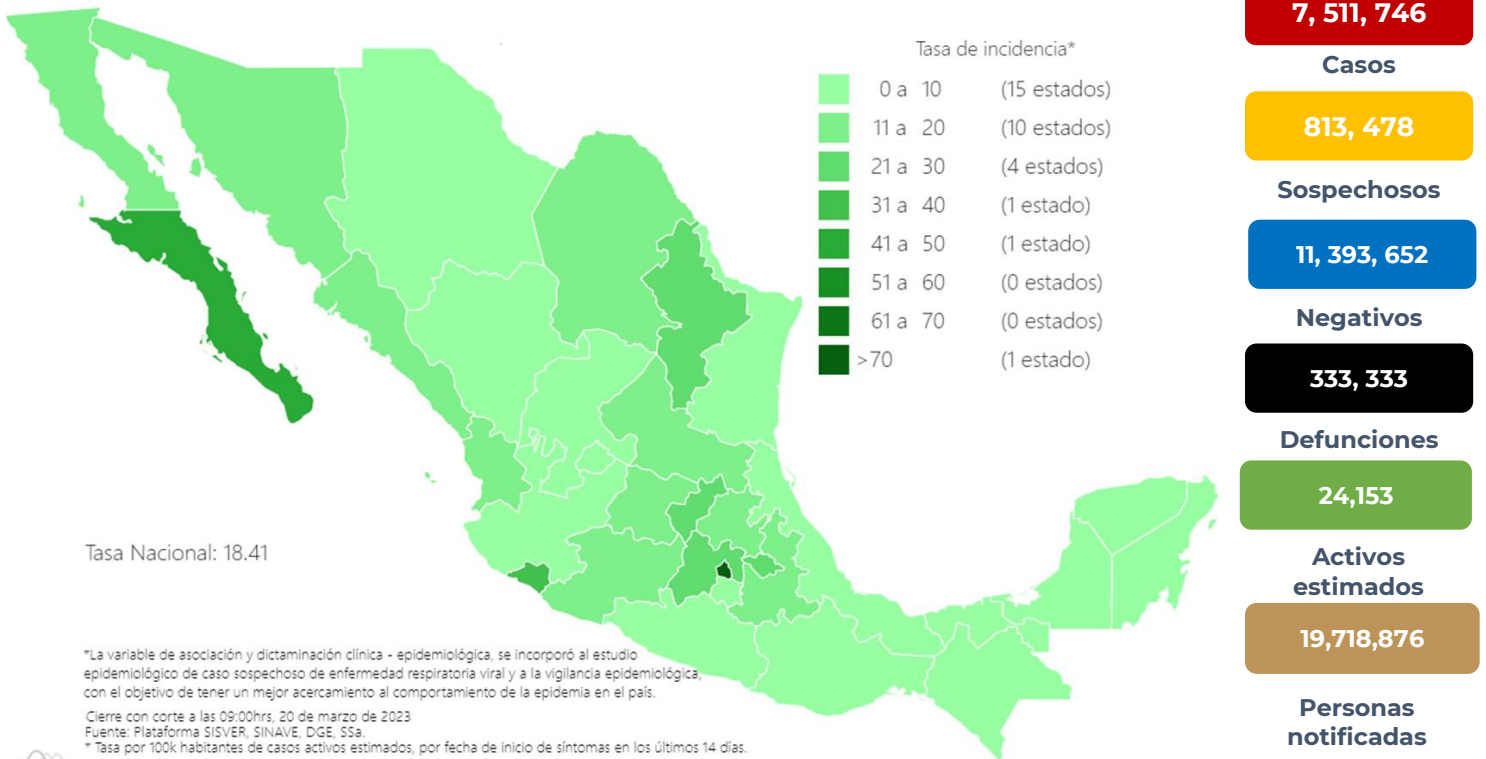 7, 511, 746
Casos
813, 478
Sospechosos
11, 393, 652
Negativos
333, 333
Defunciones
24,153
Activos
estimados
19,718,876
Personas
notificadas
Tasa de incidencia*
0 a 10 (15 estados)
11 a 20 (10 estados)
21 a 30 (4 estados)
31 a 40 (1 estado)
41 a 50 (1 estado)
51 a 60 (0 estados)
61 a 70 (0 estados)
>70 (1 estado)
Tasa Nacional: 18.41
*La variable de asociación y dictaminación clínica - epidemiológica, se incorporó al estudio
epidemiológico de caso sospechoso de enfermedad respiratoria viral y a la vigilancia epidemiológica,
con el objetivo de tener un mejor acercamiento al comportamiento de la epidemia en el país.
Cierre con corte a las 09:00hrs, 20 de marzo de 2023
Fuente: Plataforma SISVER, SINAVE, DGE, SSa.
* Tasa por 100k habitantes de casos activos estimados, por fecha de inicio de síntomas en los últimos 14 días.